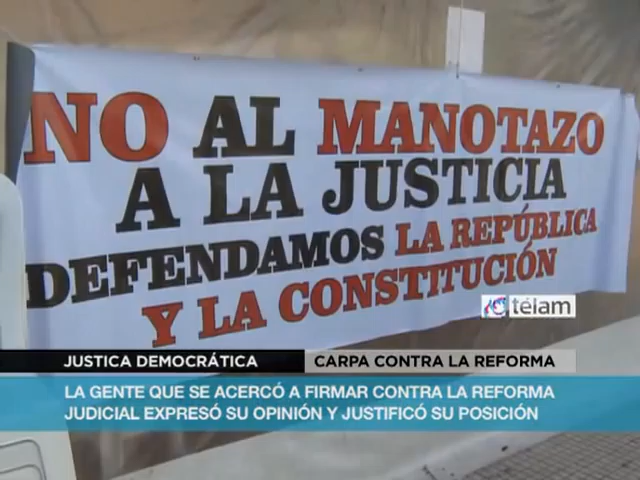 NO AL MANOTAZO
A LA JUSTICIA
DEFENDAMOS LA REPÚBLICA
Y LA CONSTITUCIÓN
télam
JUSTICA DEMOCRÁTICA
CARPA CONTRA LA REFORMA
LA GENTE QUE SE ACERCÓ A FIRMAR CONTRA LA REFORMA
JUDICIAL EXPRESÓ SU OPINIÓN Y JUSTIFICÓ SU POSICIÓN